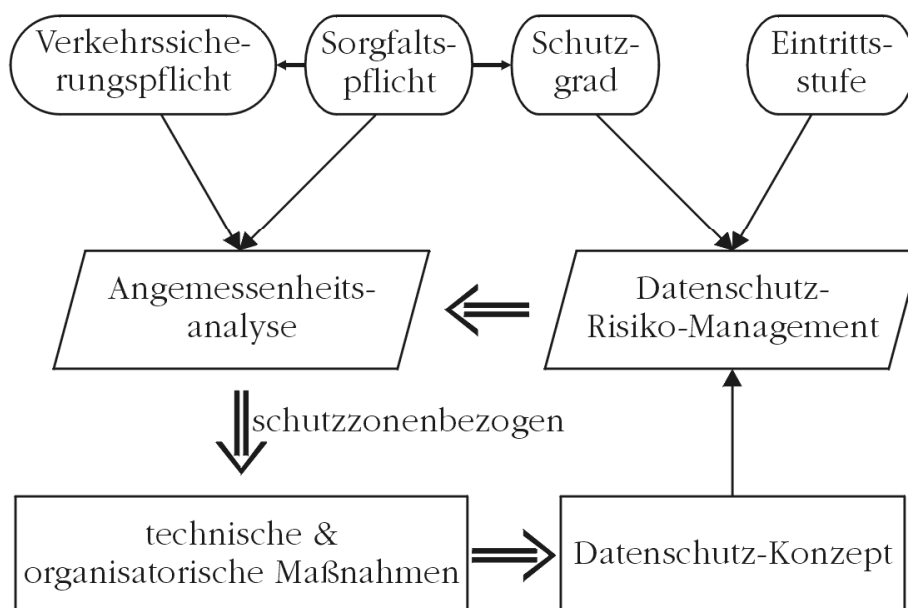 Verkehrssiche-
rungspflicht
Sorgfalts-
pflicht
Schutz-
grad
Eintritts-
stufe
Angemessenheits-
analyse
Datenschutz-
Risiko-Management
schutzzonenbezogen
technische &
organisatorische Maßnahmen
Datenschutz-Konzept